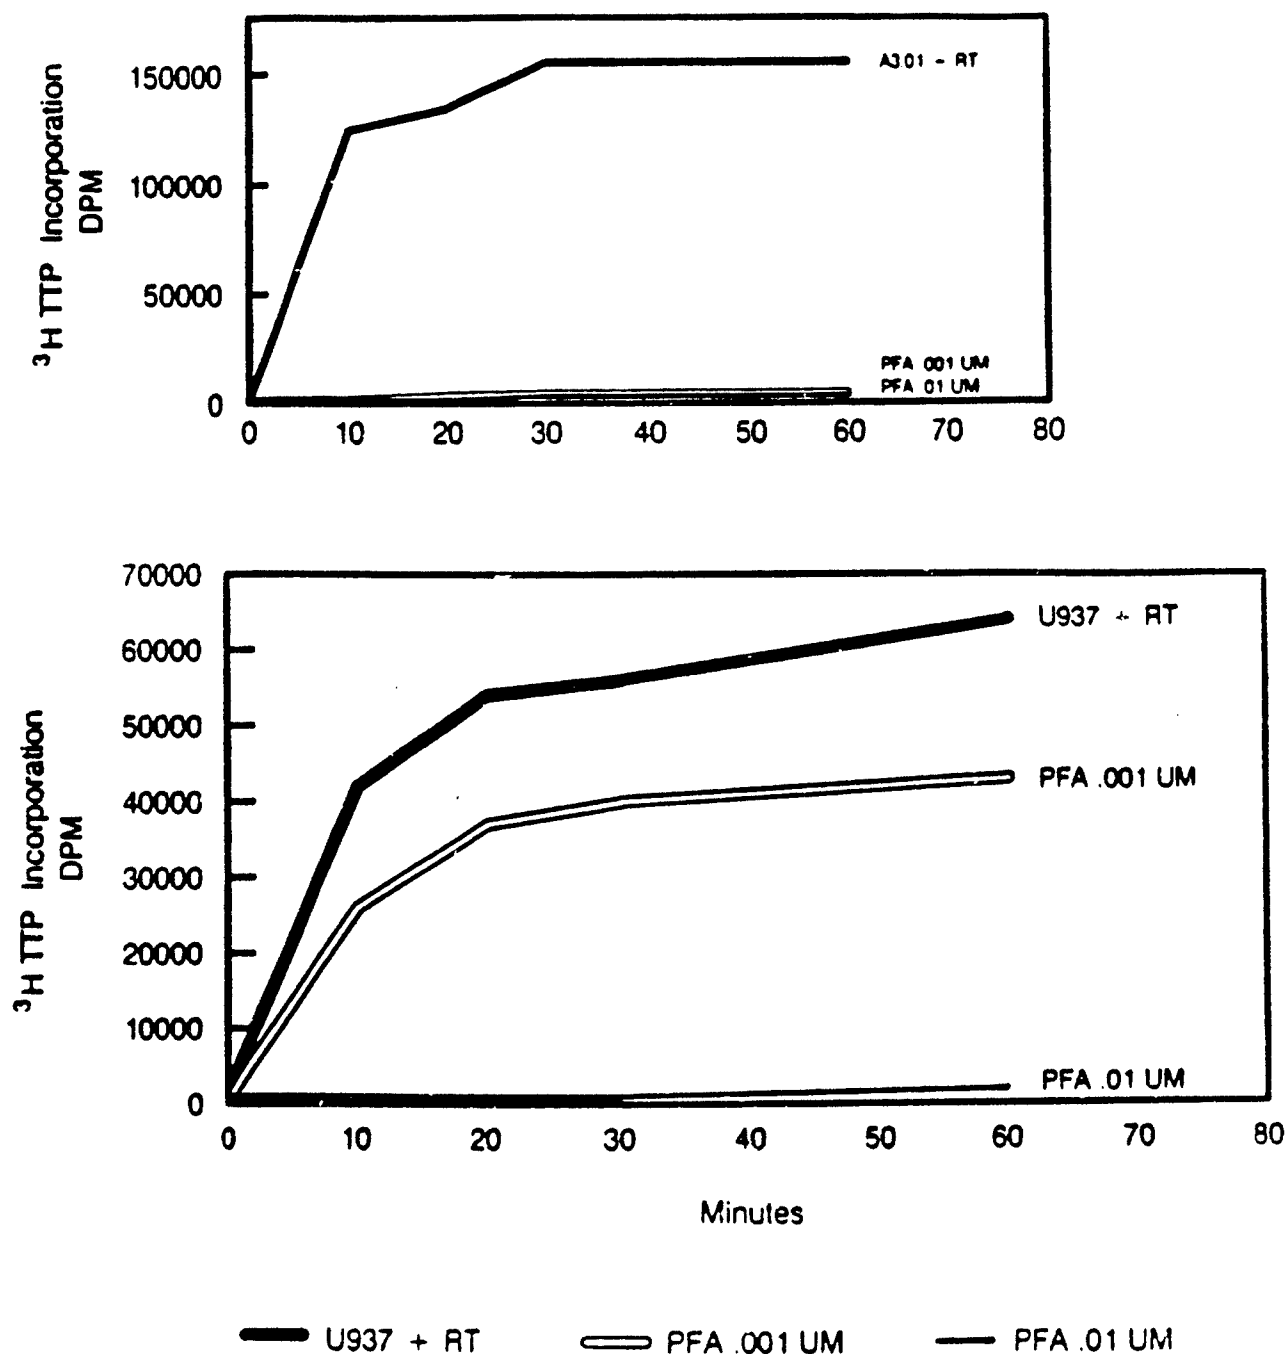 ³H TTP Incorporation
DPM
150000
100000
50000
0
A3.01 - RT
PFA .001 UM
PFA .01 UM
0 10 20 30 40 50 60 70 80
³H TTP Incorporation
DPM
70000
60000
50000
40000
30000
20000
10000
0
U937 + RT
PFA .001 UM
PFA .01 UM
0 10 20 30 40 50 60 70 80
Minutes
U937 + RT PFA .001 UM PFA .01 UM